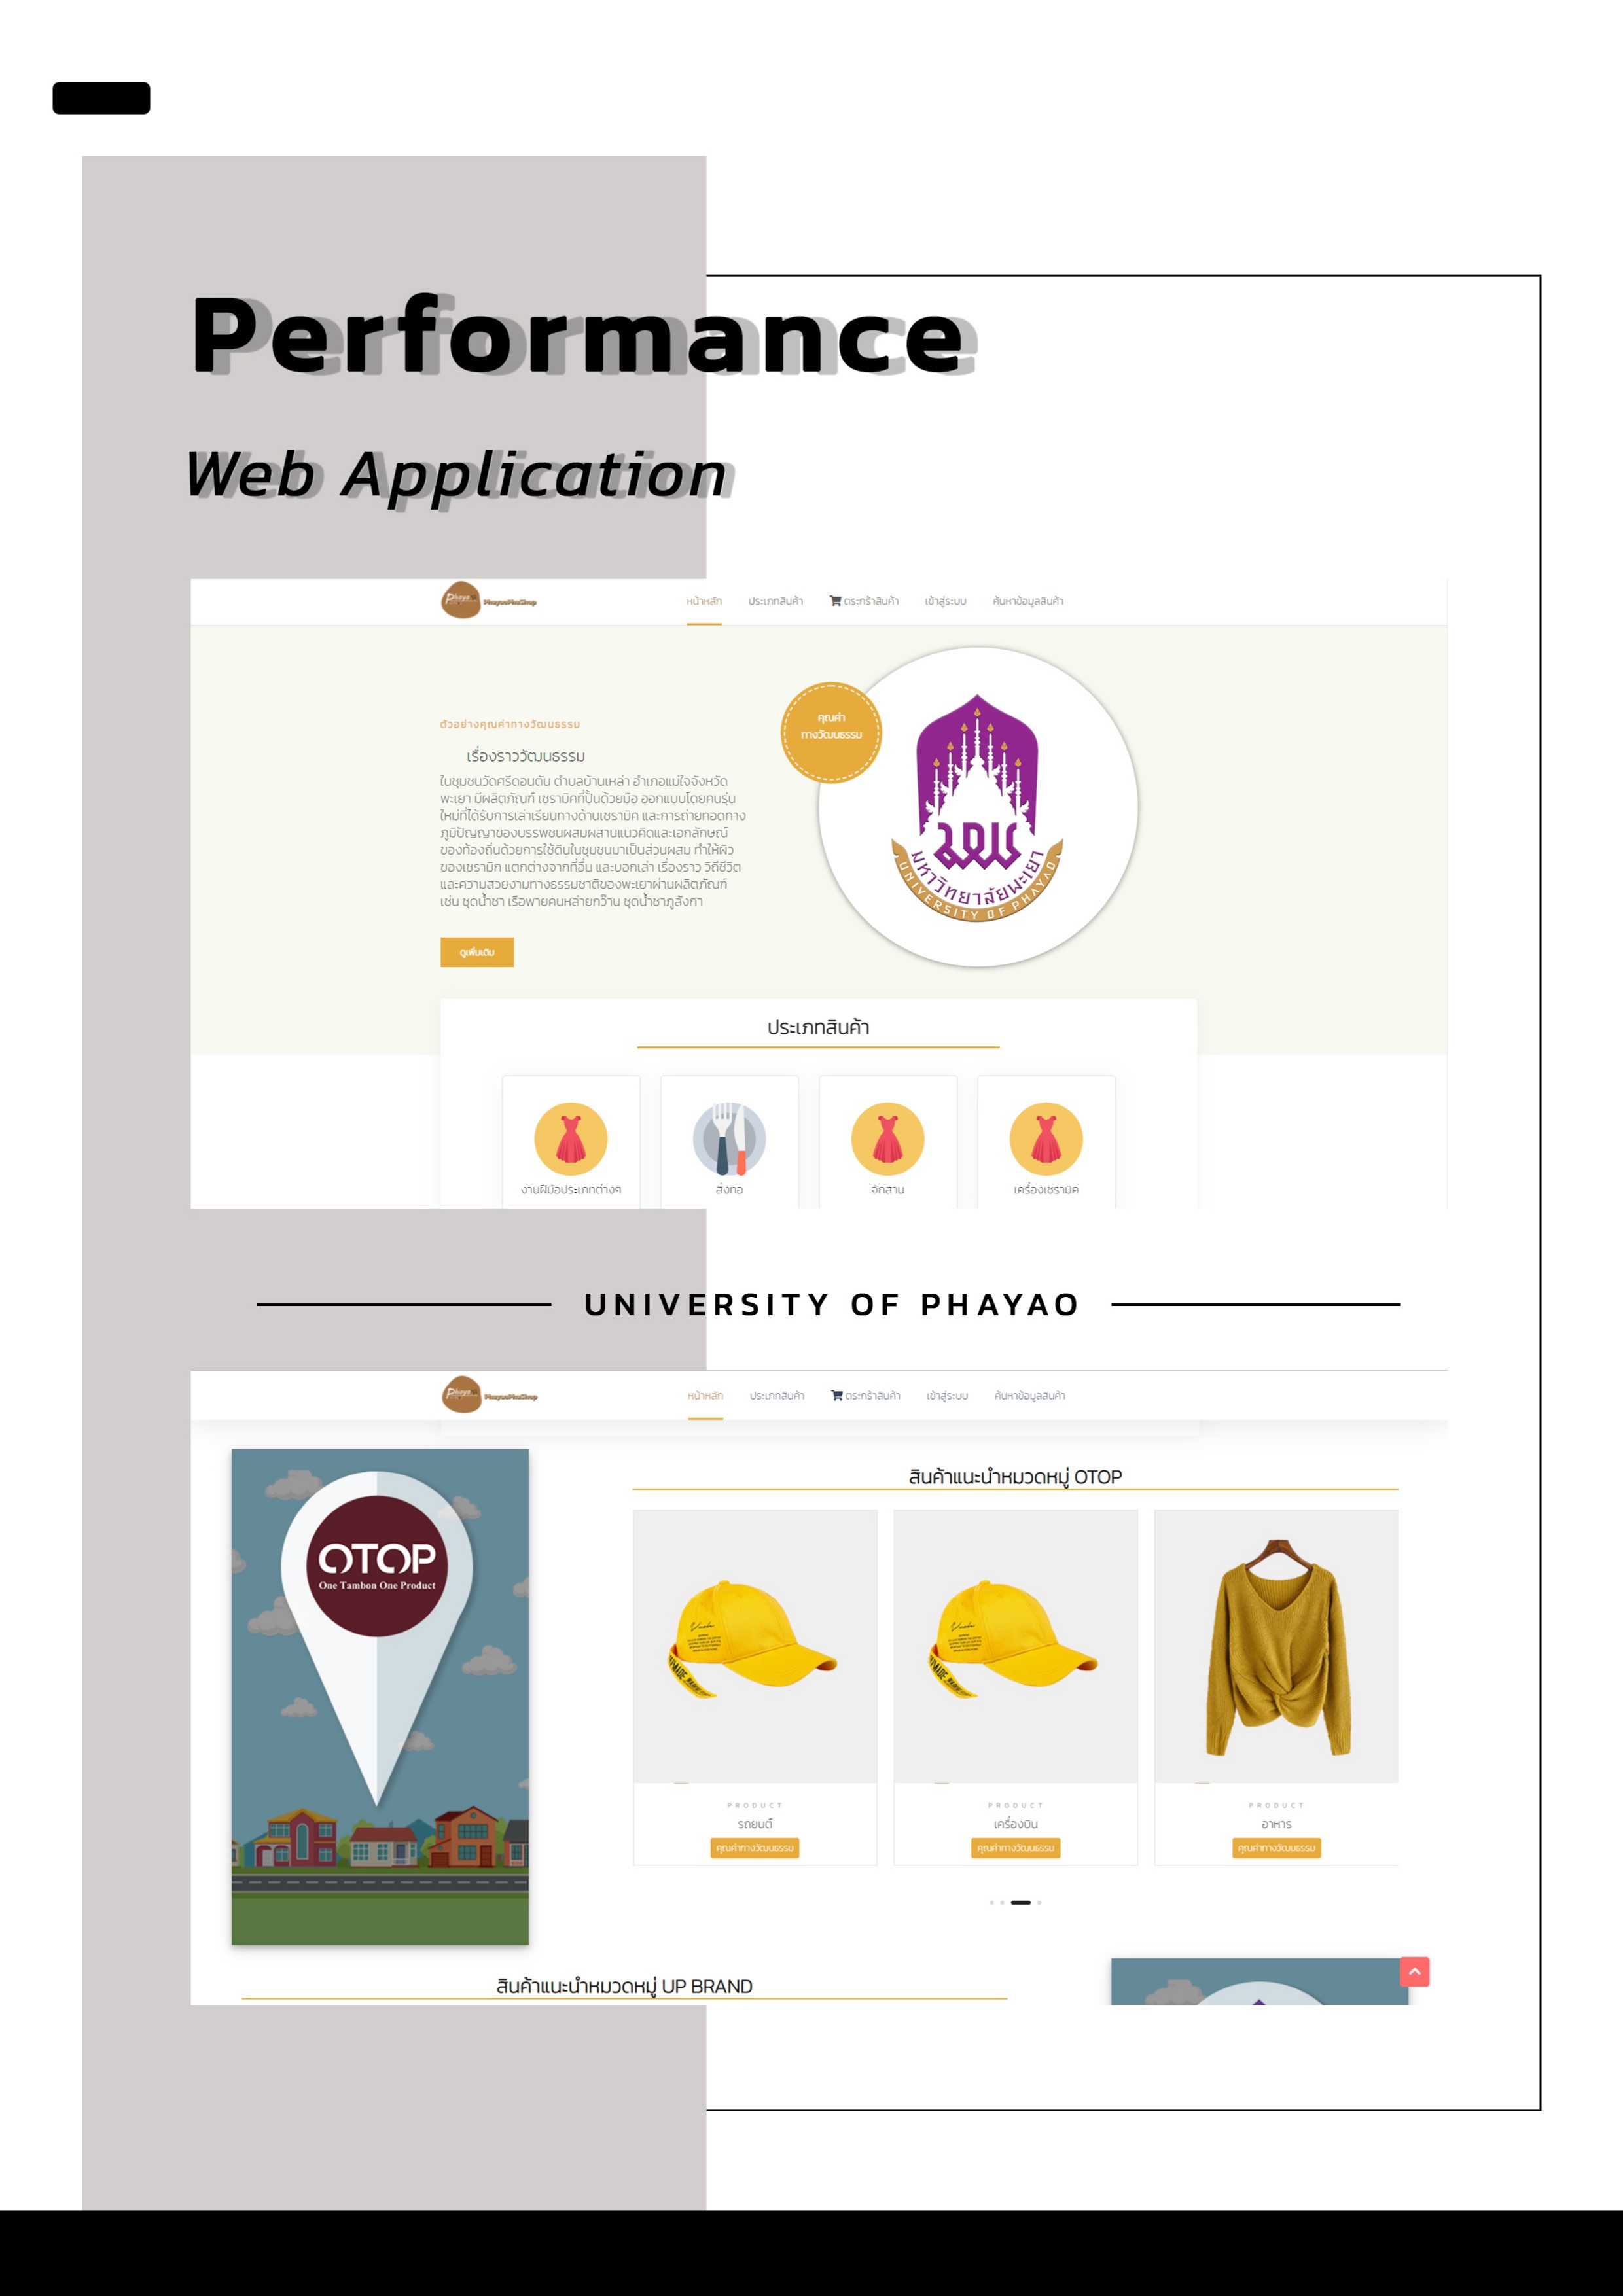 Performance
Web Application
หน้าหลัก ประเภทสินค้า ตระกร้าสินค้า เข้าสู่ระบบ ค้นหาข้อมูลสินค้า
ตัวอย่างคุณค่าทางวัฒนธรรม
เรื่องราววัฒนธรรม
ในชุมชนวัดศรีดอนตัน ตำบลบ้านเหล่า อำเภอแม่ใจจังหวัด
พะเยา มีผลิตภัณฑ์ เซรามิคที่ปั้นด้วยมือ ออกแบบโดยคนรุ่น
ใหม่ที่ได้รับการเล่าเรียนทางด้านเซรามิค และการถ่ายทอดทาง
ภูมิปัญญาของบรรพชนผสมผสานแนวคิดและเอกลักษณ์
ของท้องถิ่นด้วยการใช้ดินในชุมชนมาเป็นส่วนผสม ทำให้ผิว
ของเซรามิก แตกต่างจากที่อื่น และบอกเล่า เรื่องราว วิถีชีวิต
และความสวยงามทางธรรมชาติของพะเยาผ่านผลิตภัณฑ์
เช่น ชุดน้ำชา เรือพายคนหล่ายกว๊าน ชุดน้ำชาภูลังกา
ดูเพิ่มเติม
คุณค่า
ทางวัฒนธรรม
มหาวิทยาลัยพะเยา
UNIVERSITY OF PHAYAO
ประเภทสินค้า
งานฝีมือประเภทต่างๆ สิ่งทอ จักสาน เครื่องเซรามิค
UNIVERSITY OF PHAYAO
หน้าหลัก ประเภทสินค้า ตระกร้าสินค้า เข้าสู่ระบบ ค้นหาข้อมูลสินค้า
OTOP
One Tambon One Product
สินค้าแนะนำหมวดหมู่ OTOP
PRODUCT PRODUCT PRODUCT
รถยนต์ เครื่องบิน อาหาร
คุณค่าทางวัฒนธรรม คุณค่าทางวัฒนธรรม คุณค่าทางวัฒนธรรม
สินค้าแนะนำหมวดหมู่ UP BRAND